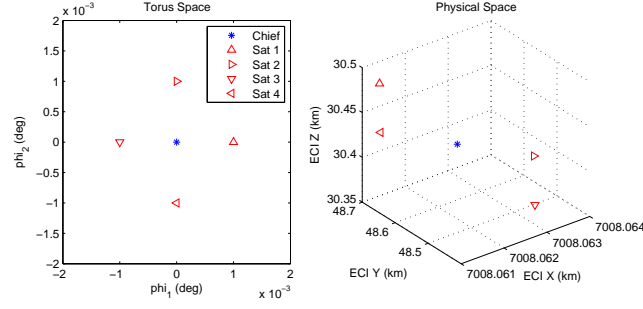 Torus Space
x 10⁻³
2
1.5
1
0.5
0
−0.5
−1
−1.5
−2
phi₂ (deg)
−2
−1
0
1
2
x 10⁻³
phi₁ (deg)
Chief
Sat 1
Sat 2
Sat 3
Sat 4
Physical Space
30.5
30.45
30.4
30.35
ECI Z (km)
48.7
48.6
48.5
ECI Y (km)
7008.061
7008.062
7008.063
7008.064
ECI X (km)